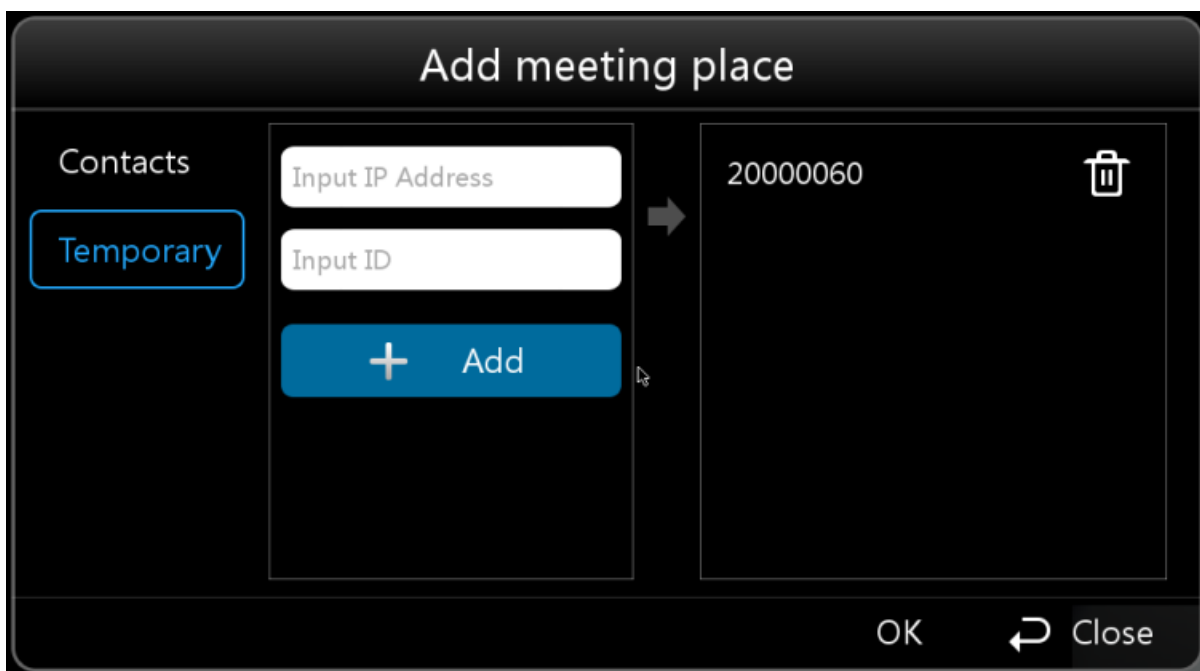 Add meeting place
Contacts
Temporary
Input IP Address
Input ID
Add
20000060
OK
Close